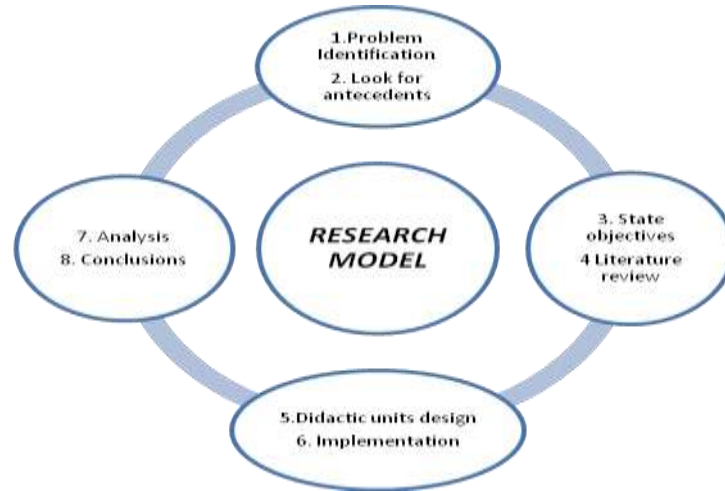 1.Problem
Identification
2. Look for
antecedents
3. State
objectives
4 Literature
review
5.Didactic units design
6. Implementation
7. Analysis
8. Conclusions
RESEARCH
MODEL